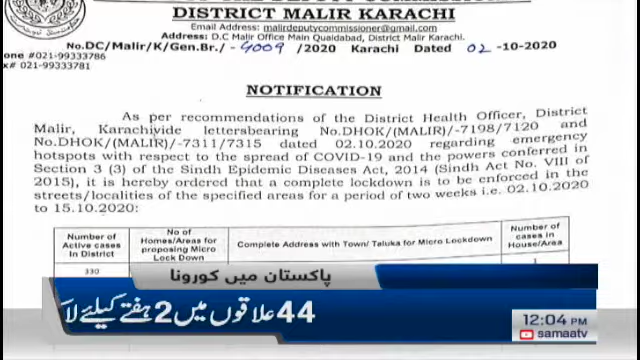 DISTRICT MALIR KARACHI
Email Address: malirdeputycommissioner@gmail.com
Address: D.C Malir Office Main Quaidabad, District Malir Karachi.
No.DC/Malir/K/Gen.Br./-4009/2020 Karachi Dated 02-10-2020
one #021-99333786
x# 021-99333781
NOTIFICATION
As per recommendations of the District Health Officer, District
Malir, Karachivide lettersbearing No.DHOK/(MALIR)/-7198/7120 and
No.DHOK/(MALIR)/-7311/7315 dated 02.10.2020 regarding emergency
hotspots with respect to the spread of COVID-19 and the powers conferred in
Section 3 (3) of the Sindh Epidemic Diseases Act, 2014 (Sindh Act No. VIII of
2015), it is hereby ordered that a complete lockdown is to be enforced in the
streets/localities of the specified areas for a period of two weeks i.e. 02.10.2020
to 15.10.2020:
Number of Active cases in District
No of Homes/Areas for proposing Micro Lock Down
Complete Address with Town/ Taluka for Micro Lockdown
Number of cases in House/Area
330
پاکستان میں کورونا
44 علاقوں میں 2 ہفتے کیلئے لا
12:04 PM
samaatv